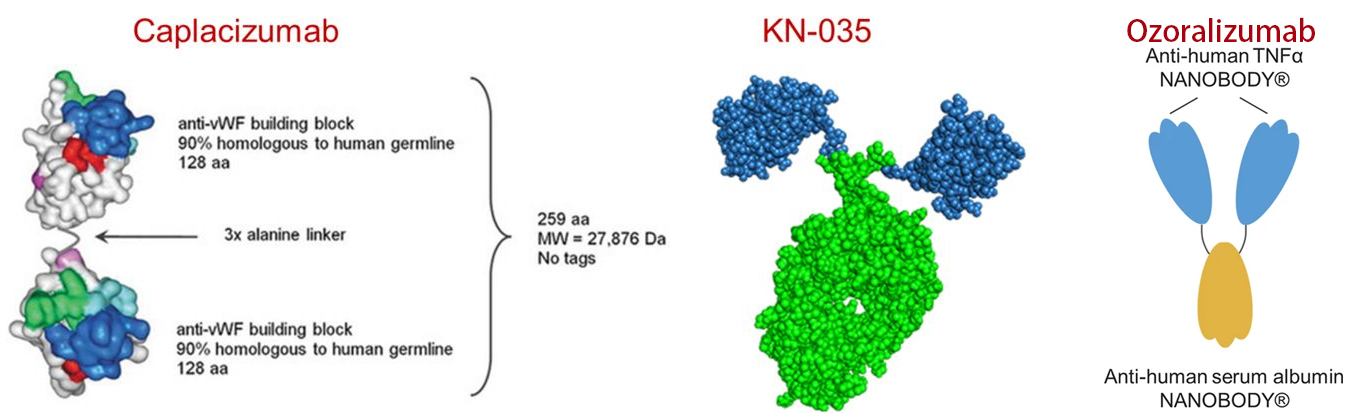 Caplacizumab
anti-vWF building block
90% homologous to human germline
128 aa
3x alanine linker
259 aa
MW = 27,876 Da
No tags
anti-vWF building block
90% homologous to human germline
128 aa
KN-035
Ozoralizumab
Anti-human TNFα
NANOBODY®
Anti-human serum albumin
NANOBODY®